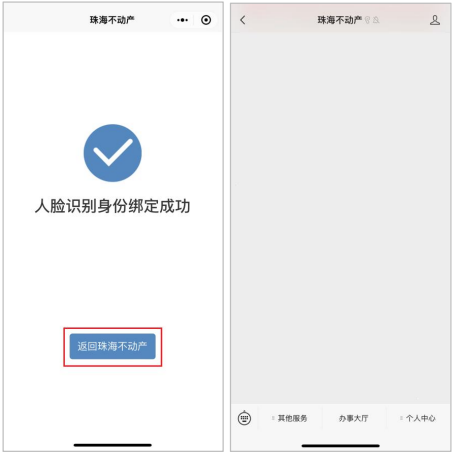 珠海不动产
人脸识别身份绑定成功
返回珠海不动产
珠海不动产
其他服务
办事大厅
个人中心